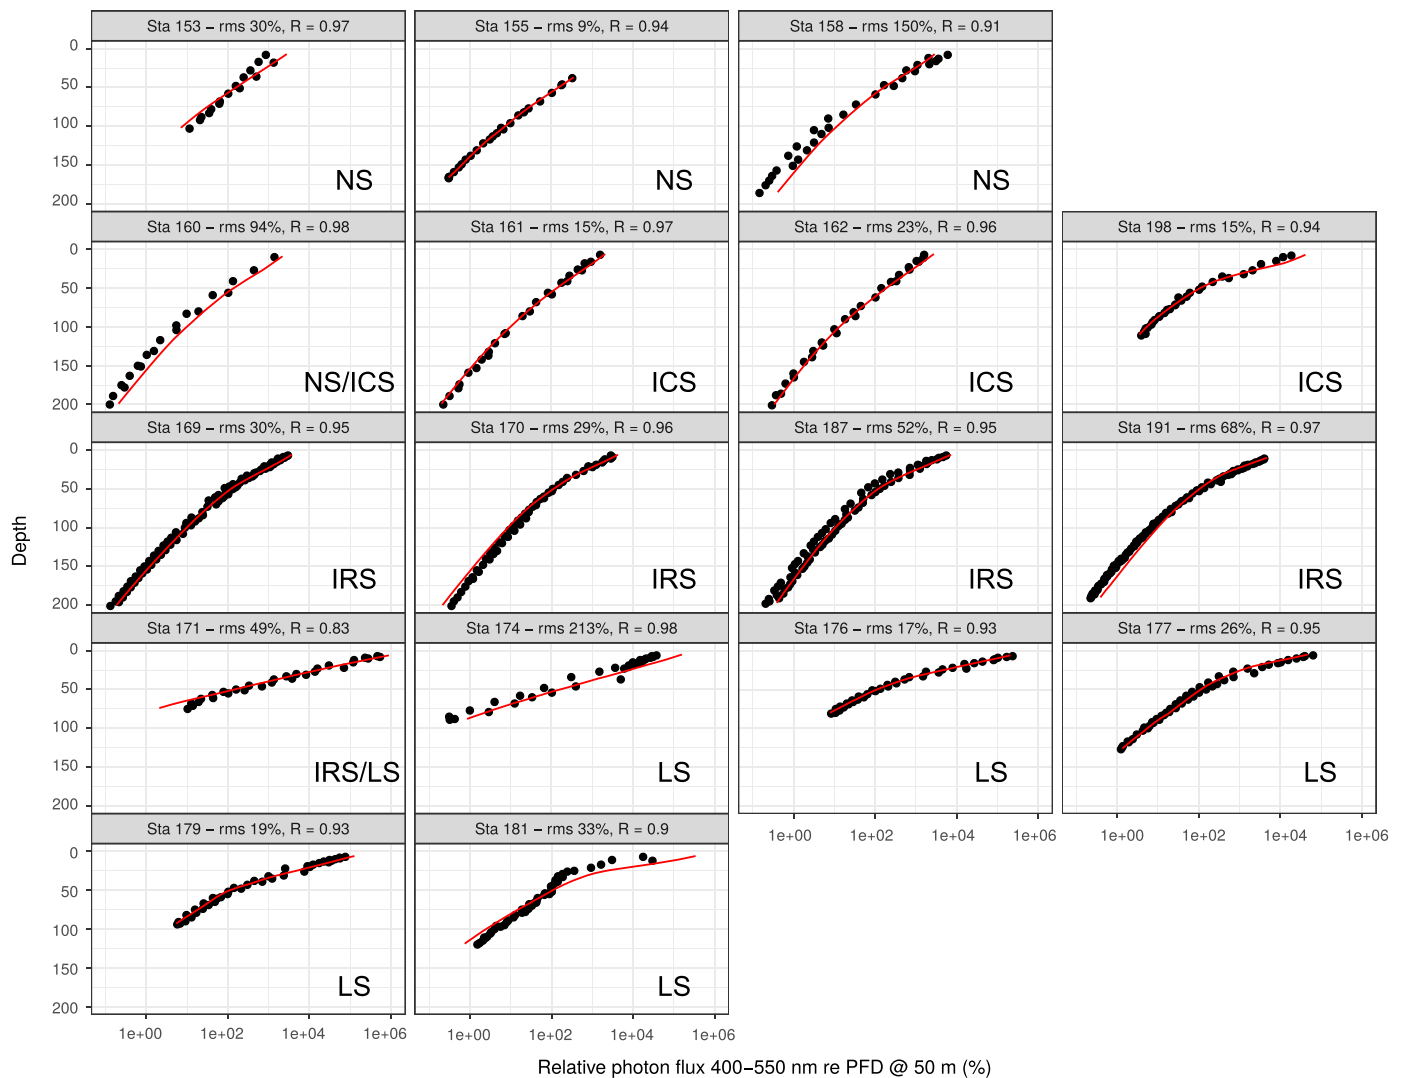 Sta 153 − rms 30%, R = 0.97
Sta 155 − rms 9%, R = 0.94
Sta 158 − rms 150%, R = 0.91
0
50
100
150
200
NS
NS
NS
Sta 160 − rms 94%, R = 0.98
Sta 161 − rms 15%, R = 0.97
Sta 162 − rms 23%, R = 0.96
Sta 198 − rms 15%, R = 0.94
0
50
100
150
200
NS/ICS
ICS
ICS
ICS
Sta 169 − rms 30%, R = 0.95
Sta 170 − rms 29%, R = 0.96
Sta 187 − rms 52%, R = 0.95
Sta 191 − rms 68%, R = 0.97
0
50
100
150
200
IRS
IRS
IRS
IRS
Depth
Sta 171 − rms 49%, R = 0.83
Sta 174 − rms 213%, R = 0.98
Sta 176 − rms 17%, R = 0.93
Sta 177 − rms 26%, R = 0.95
0
50
100
150
200
IRS/LS
LS
LS
LS
1e+00 1e+02 1e+04 1e+06
1e+00 1e+02 1e+04 1e+06
Sta 179 − rms 19%, R = 0.93
Sta 181 − rms 33%, R = 0.9
0
50
100
150
200
LS
LS
1e+00 1e+02 1e+04 1e+06
1e+00 1e+02 1e+04 1e+06
Relative photon flux 400−550 nm re PFD @ 50 m (%)